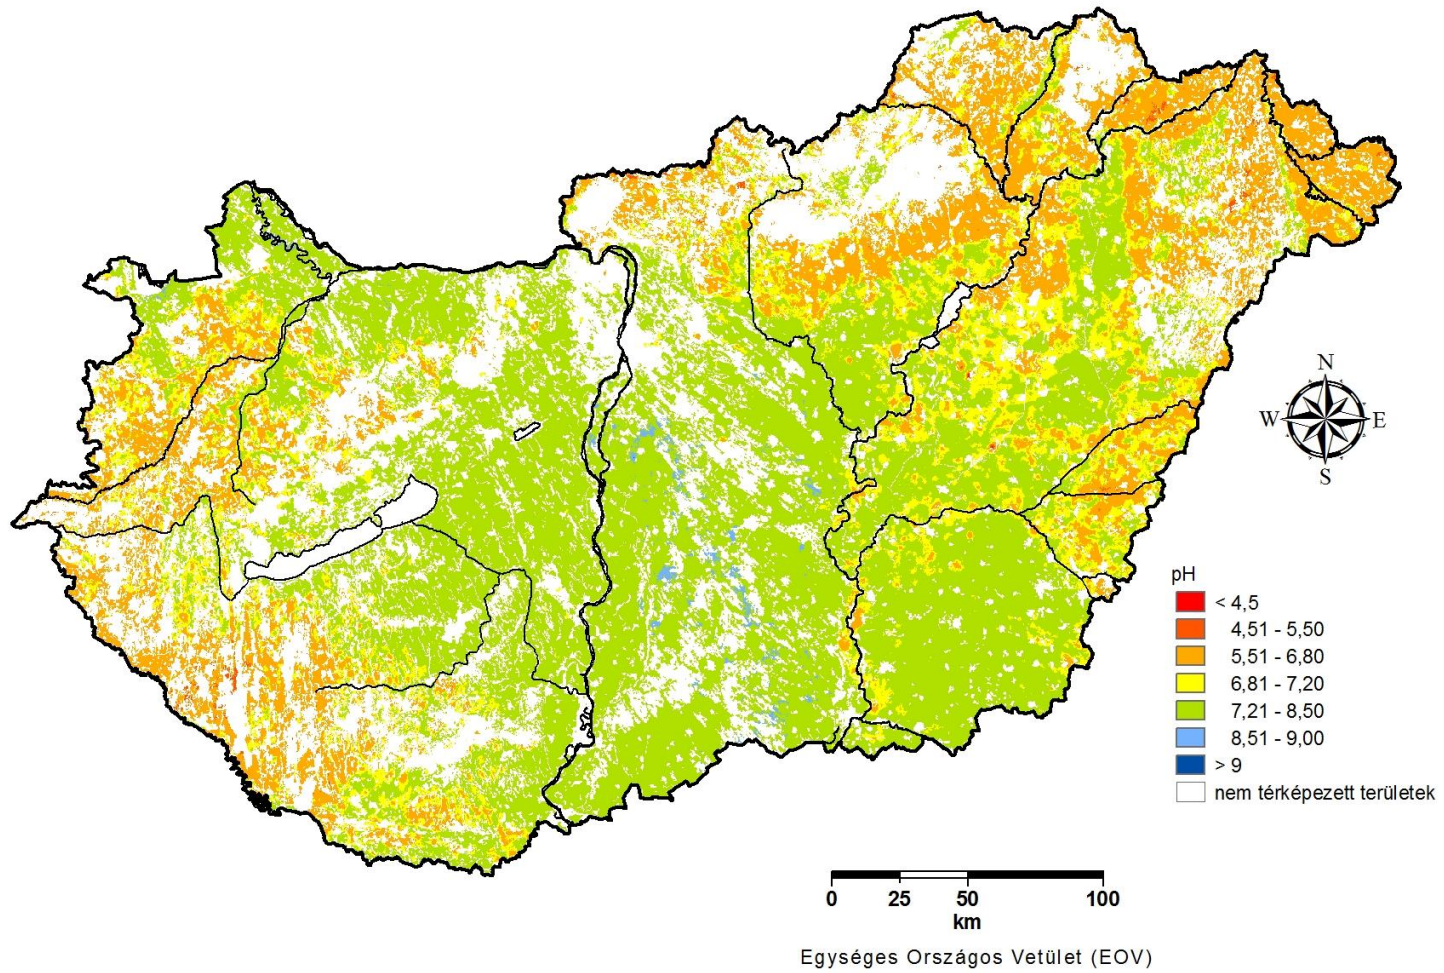 N
W
E
S
pH
< 4,5
4,51 - 5,50
5,51 - 6,80
6,81 - 7,20
7,21 - 8,50
8,51 - 9,00
> 9
nem térképezett területek
0 25 50 100
km
Egységes Országos Vetület (EOV)